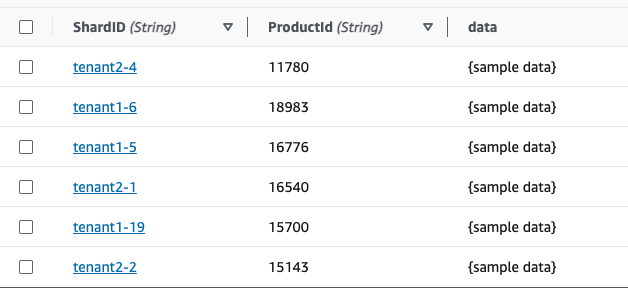 ShardID (String) ProductId (String) data
tenant2-4 11780 {sample data}
tenant1-6 18983 {sample data}
tenant1-5 16776 {sample data}
tenant2-1 16540 {sample data}
tenant1-19 15700 {sample data}
tenant2-2 15143 {sample data}